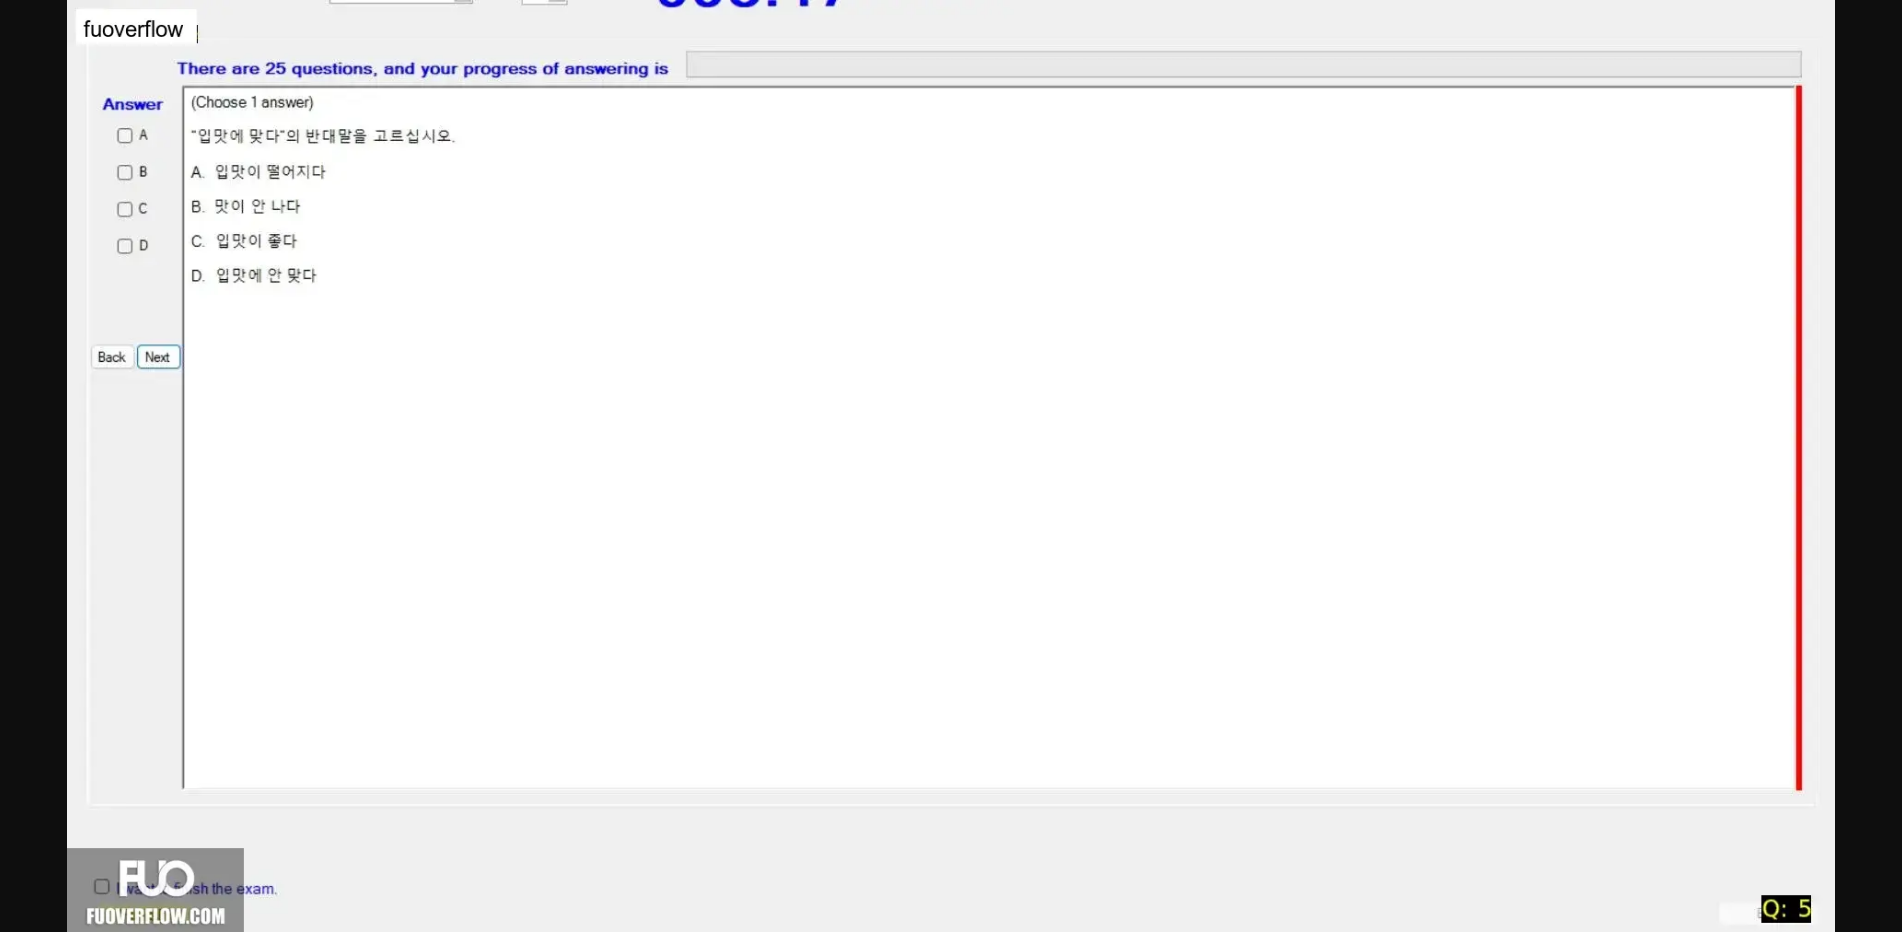 fuoverflow
There are 25 questions, and your progress of answering is
Answer
(Choose 1 answer)
A
"입맛에 맞다"의 반대말을 고르십시오.
B
A. 입맛이 떨어지다
C
B. 맛이 안 나다
D
C. 입맛이 좋다
D. 입맛에 안 맞다
Back Next
FUO
I want finish the exam.
FUOVERFLOW.COM
Q: 5